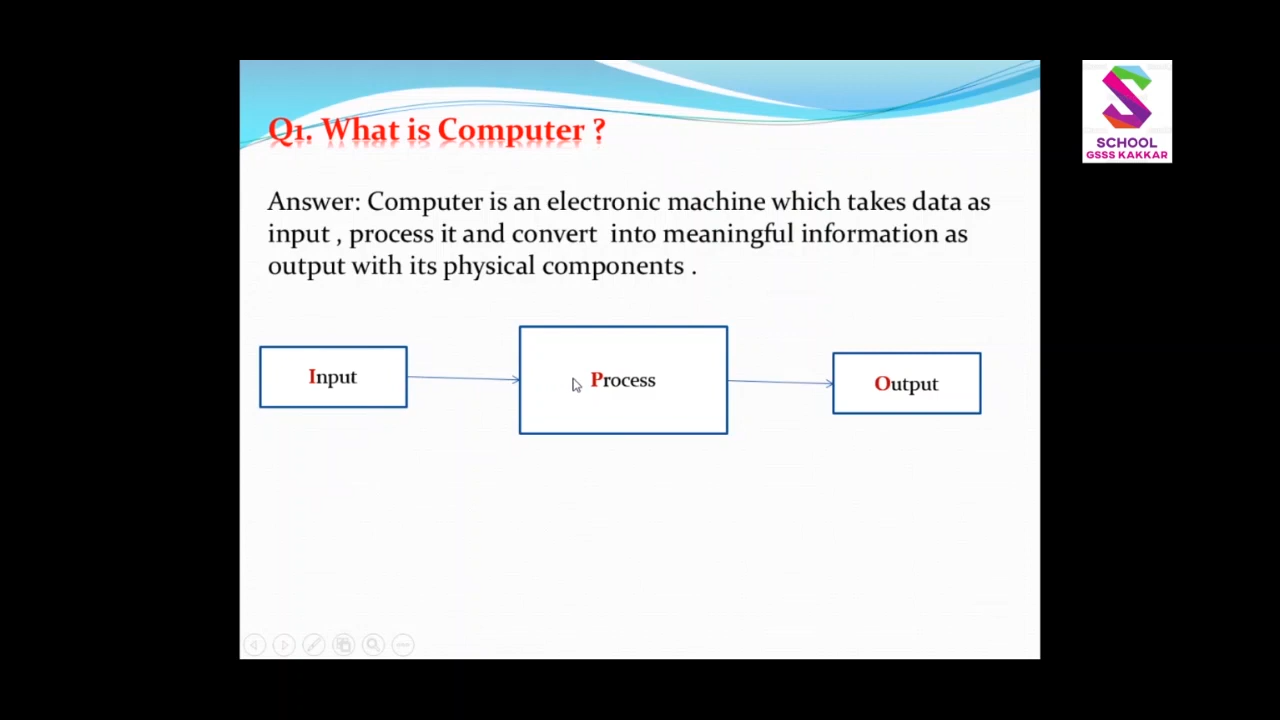 Q1. What is Computer ?
SCHOOL
GSSS KAKKAR
Answer: Computer is an electronic machine which takes data as
input , process it and convert  into meaningful information as
output with its physical components .
Input
Process
Output